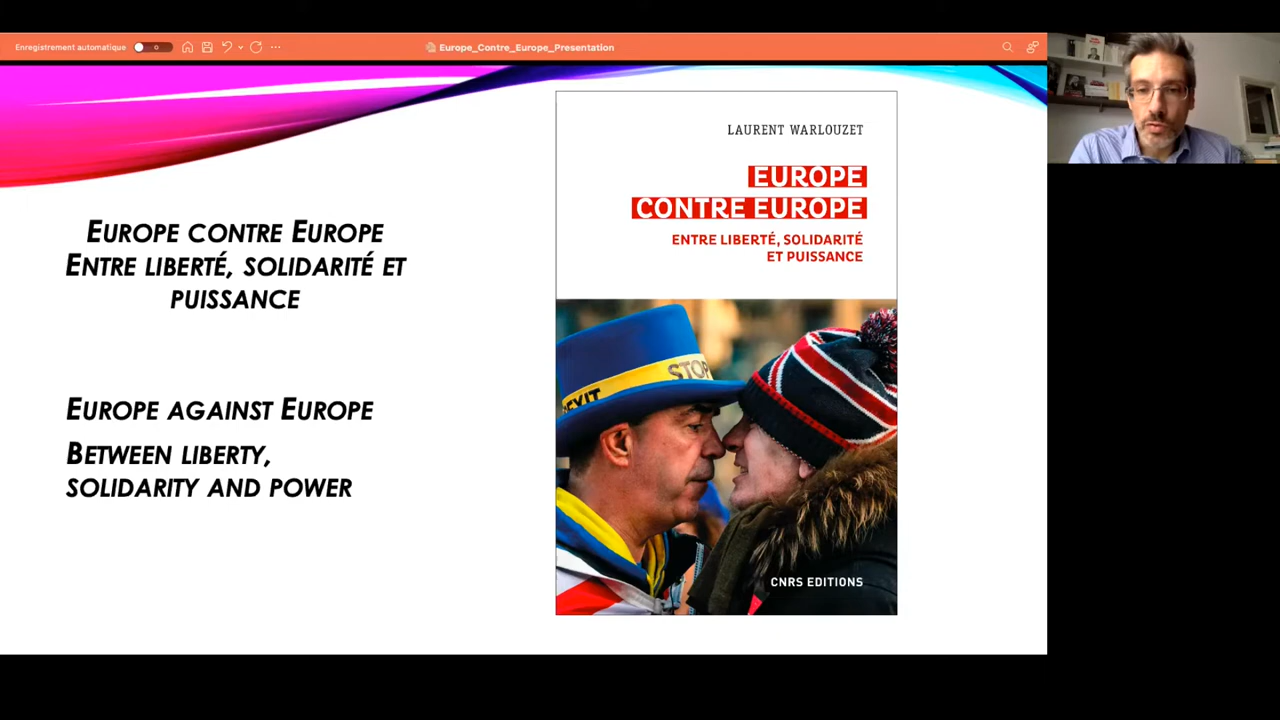 Enregistrement automatique
Europe_Contre_Europe_Presentation
EUROPE CONTRE EUROPE
ENTRE LIBERTÉ, SOLIDARITÉ ET
PUISSANCE
EUROPE AGAINST EUROPE
BETWEEN LIBERTY,
SOLIDARITY AND POWER
LAURENT WARLOUZET
EUROPE
CONTRE EUROPE
ENTRE LIBERTÉ, SOLIDARITÉ
ET PUISSANCE
STOP
EXIT
CNRS EDITIONS